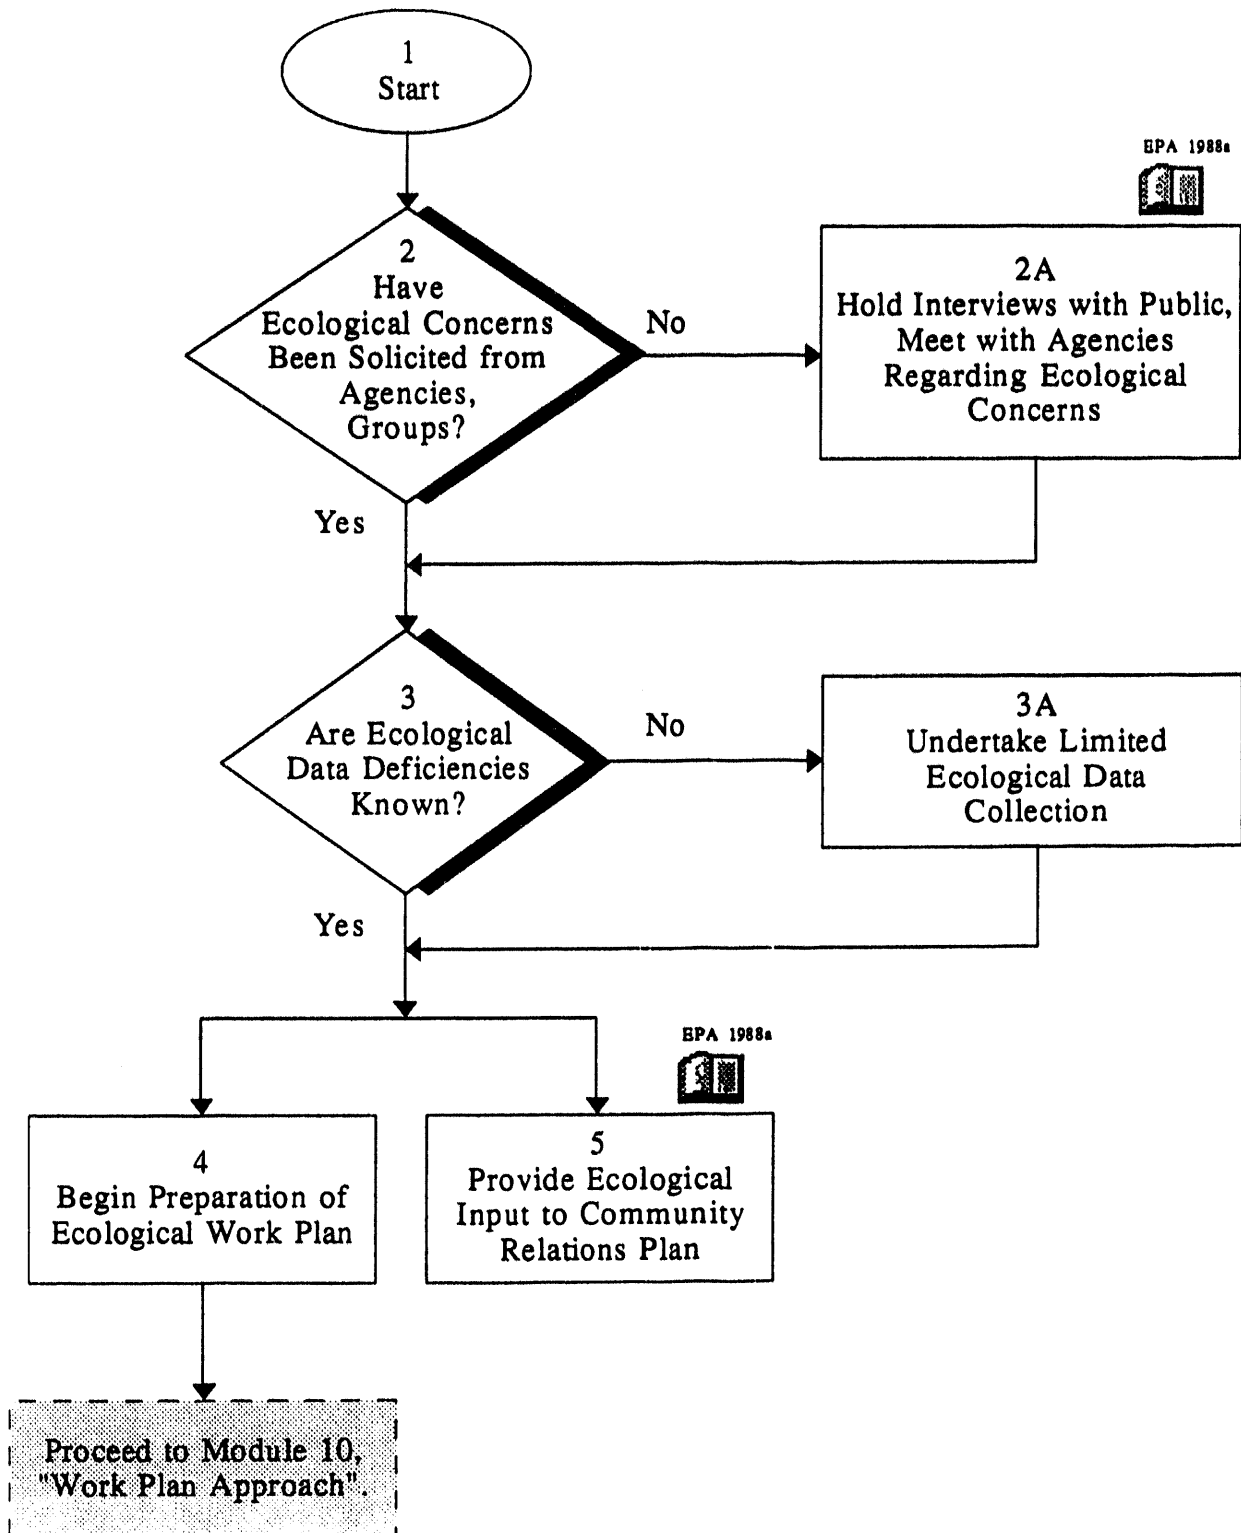 1
Start
EPA 1988a
2
Have
Ecological Concerns
Been Solicited from
Agencies,
Groups?
No
2A
Hold Interviews with Public,
Meet with Agencies
Regarding Ecological
Concerns
Yes
3
Are Ecological
Data Deficiencies
Known?
No
3A
Undertake Limited
Ecological Data
Collection
Yes
EPA 1988a
4
Begin Preparation of
Ecological Work Plan
5
Provide Ecological
Input to Community
Relations Plan
Proceed to Module 10,
"Work Plan Approach".